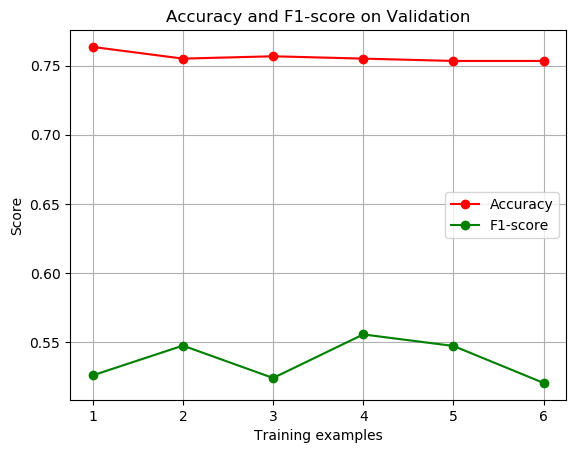 Accuracy and F1-score on Validation
0.75
0.70
0.65
0.60
0.55
Score
Accuracy
F1-score
1 2 3 4 5 6
Training examples